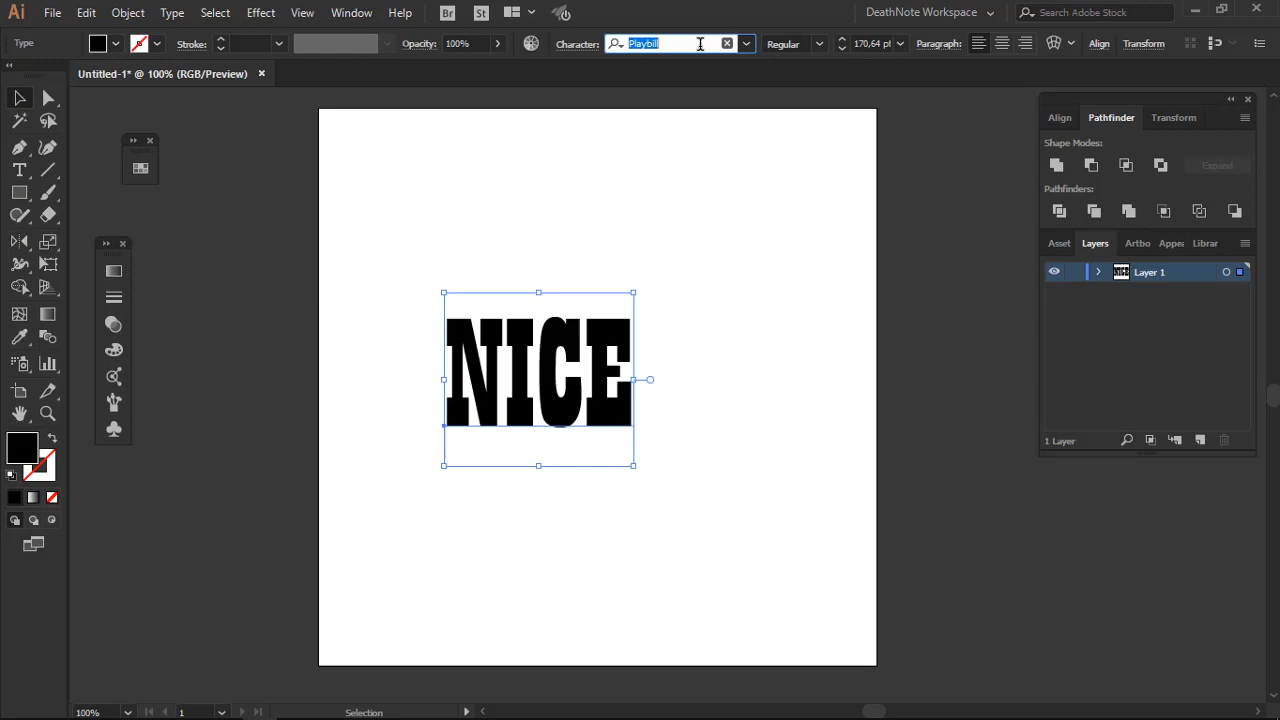 Ai File Edit Object Type Select Effect View Window Help Br St DeathNote Workspace Search Adobe Stock
Type Stroke: Opacity: 100% Character: Playbill Regular 170,64 pt Paragraph: Align Transform
Untitled-1* @ 100% (RGB/Preview)
Align Pathfinder Transform
Shape Modes:
Expand
Pathfinders:
Asset Layers Artbo Appea Librar
Layer 1
NICE
1 Layer
100% 1 Selection